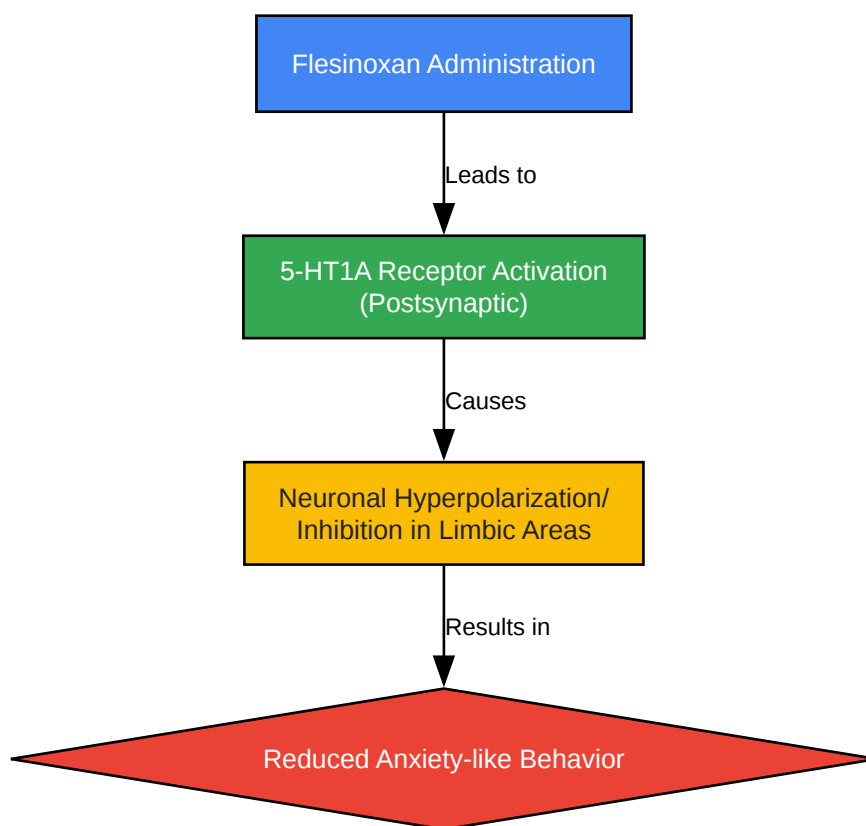 Flesinoxan Administration
Leads to
5-HT1A Receptor Activation
(Postsynaptic)
Causes
Neuronal Hyperpolarization/
Inhibition in Limbic Areas
Results in
Reduced Anxiety-like Behavior